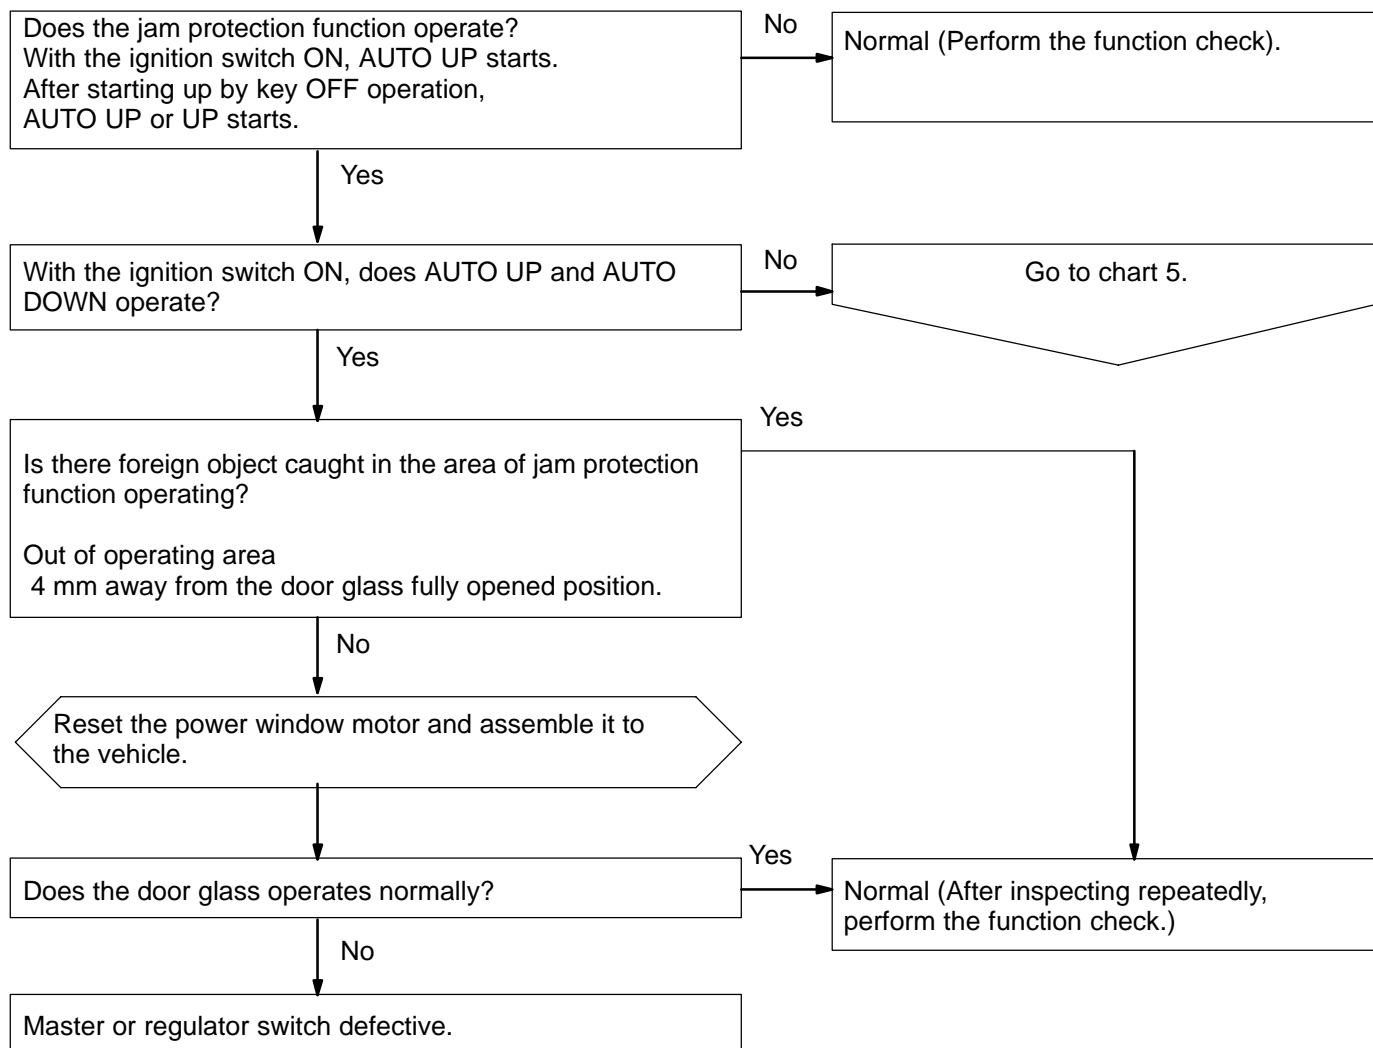 Does the jam protection function operate?
With the ignition switch ON, AUTO UP starts.
After starting up by key OFF operation,
AUTO UP or UP starts.
No
Normal (Perform the function check).
Yes
With the ignition switch ON, does AUTO UP and AUTO
DOWN operate?
No
Go to chart 5.
Yes
Is there foreign object caught in the area of jam protection
function operating?
Out of operating area
4 mm away from the door glass fully opened position.
Yes
No
Reset the power window motor and assemble it to
the vehicle.
Does the door glass operates normally?
Yes
Normal (After inspecting repeatedly,
perform the function check.)
No
Master or regulator switch defective.